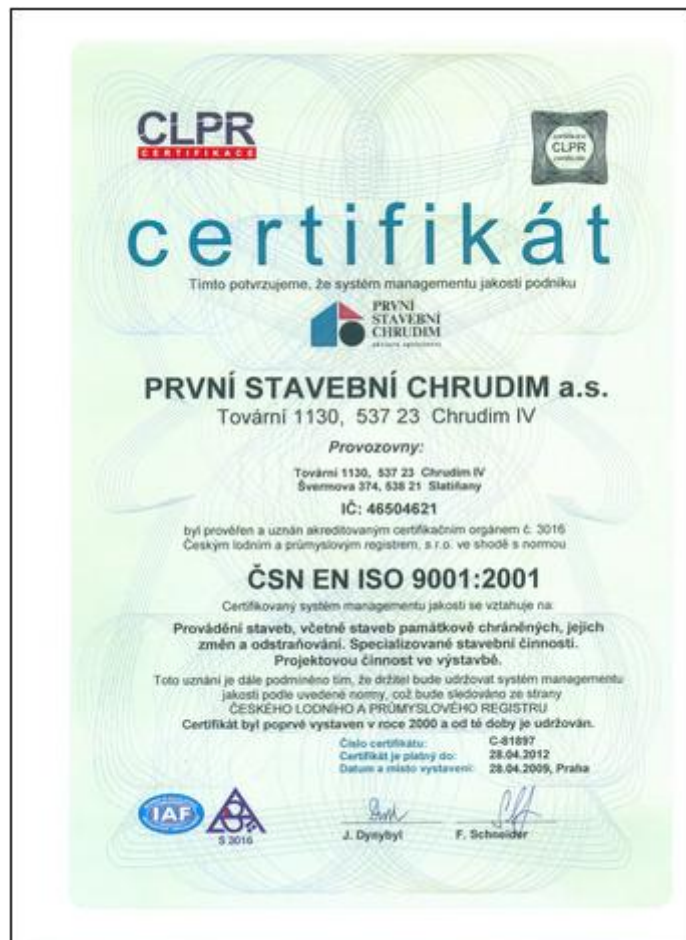 CLPR
CERTIFIKACE
certifikace
CLPR
certificate
certifikát
Tímto potvrzujeme, že systém managementu jakosti podniku
PRVNÍ
STAVEBNÍ
CHRUDIM
akciová společnost
PRVNÍ STAVEBNÍ CHRUDIM a.s.
Tovární 1130, 537 23 Chrudim IV
Provozovny:
Tovární 1130, 537 23 Chrudim IV
Švermova 374, 538 21 Slatiňany
IČ: 46504621
byl prověřen a uznán akreditovaným certifikačním orgánem č. 3016
Českým lodním a průmyslovým registrem, s.r.o. ve shodě s normou
ČSN EN ISO 9001:2001
Certifikovaný systém managementu jakosti se vztahuje na:
Provádění staveb, včetně staveb památkově chráněných, jejich
změn a odstraňování. Specializované stavební činnosti.
Projektovou činnost ve výstavbě.
Toto uznání je dále podmíněno tím, že držitel bude udržovat systém managementu
jakosti podle uvedené normy, což bude sledováno ze strany
ČESKÉHO LODNÍHO A PRŮMYSLOVÉHO REGISTRU
Certifikát byl poprvé vystaven v roce 2000 a od té doby je udržován.
Číslo certifikátu: C-81897
Certifikát je platný do: 28.04.2012
Datum a místo vystavení: 28.04.2009, Praha
IAF
S 3016
J. Dynybyl F. Schneider